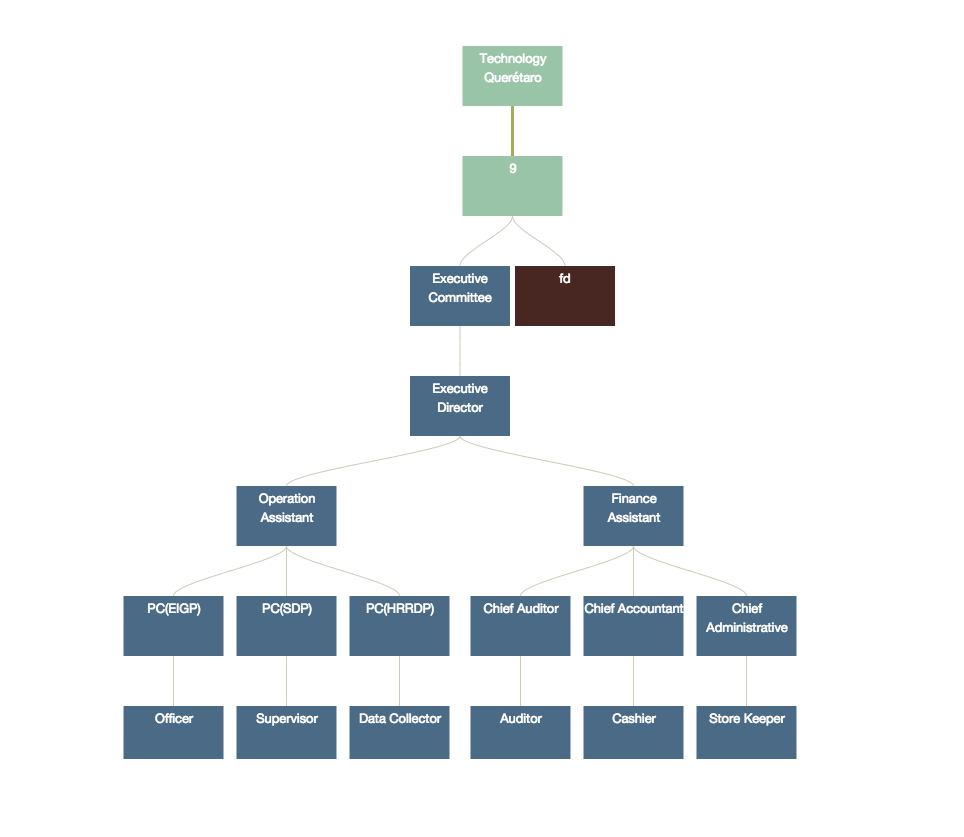 Technology
Querétaro
9
Executive
Committee
fd
Executive
Director
Operation
Assistant
Finance
Assistant
PC(EIGP)
PC(SDP)
PC(HRRDP)
Chief Auditor
Chief Accountant
Chief
Administrative
Officer
Supervisor
Data Collector
Auditor
Cashier
Store Keeper